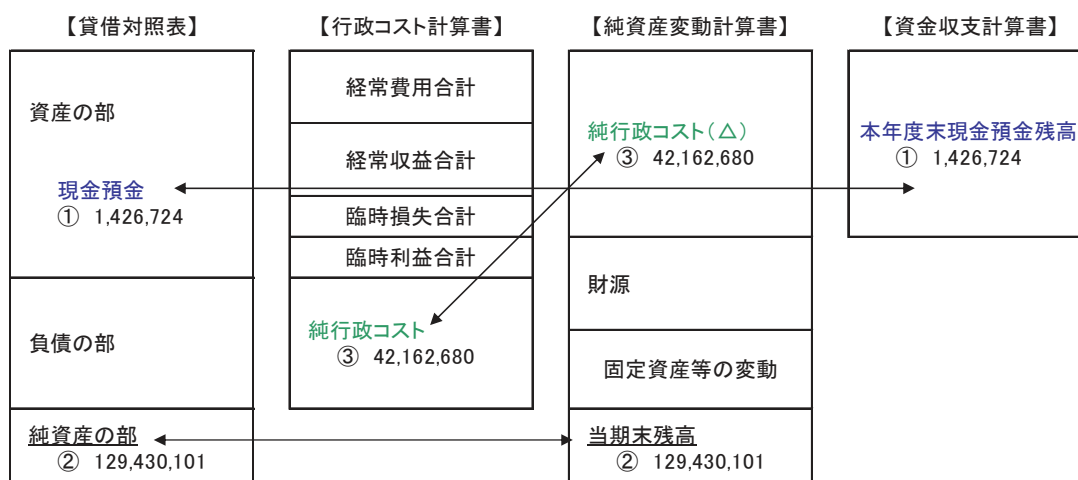 【貸借対照表】
資産の部
現金預金
① 1,426,724
負債の部
純資産の部
② 129,430,101
【行政コスト計算書】
経常費用合計
経常収益合計
臨時損失合計
臨時利益合計
純行政コスト
③ 42,162,680
【純資産変動計算書】
純行政コスト(△)
③ 42,162,680
財源
固定資産等の変動
当期末残高
② 129,430,101
【資金収支計算書】
本年度末現金預金残高
① 1,426,724